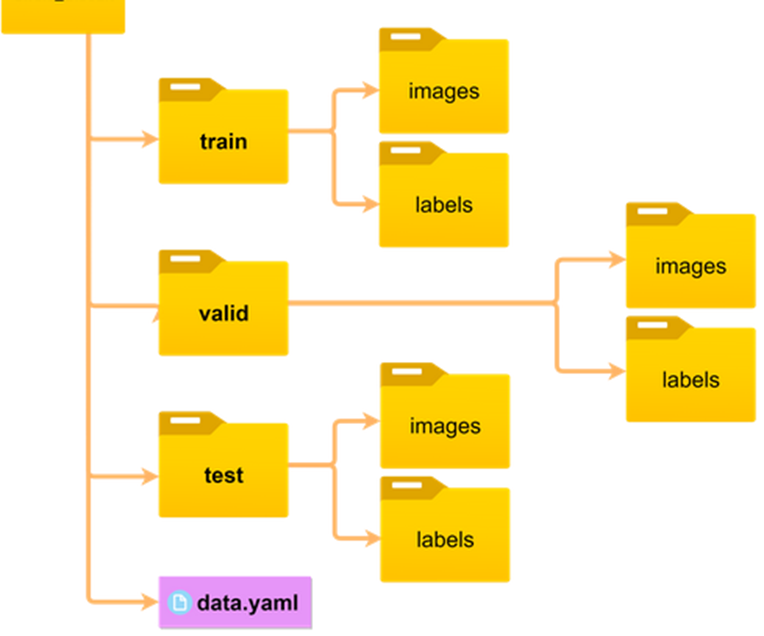 train
images
labels
valid
images
labels
test
images
labels
data.yaml